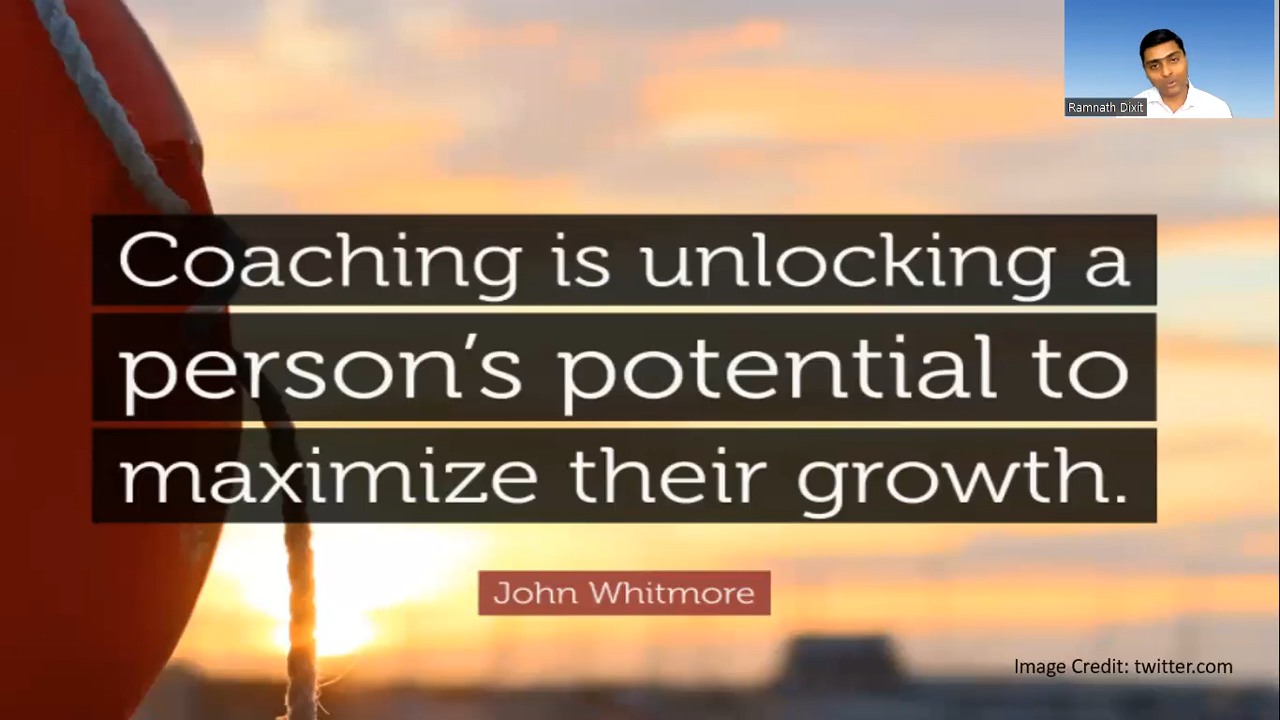 Ramnath Dixit
Coaching is unlocking a
person’s potential to
maximize their growth.
John Whitmore
Image Credit: twitter.com